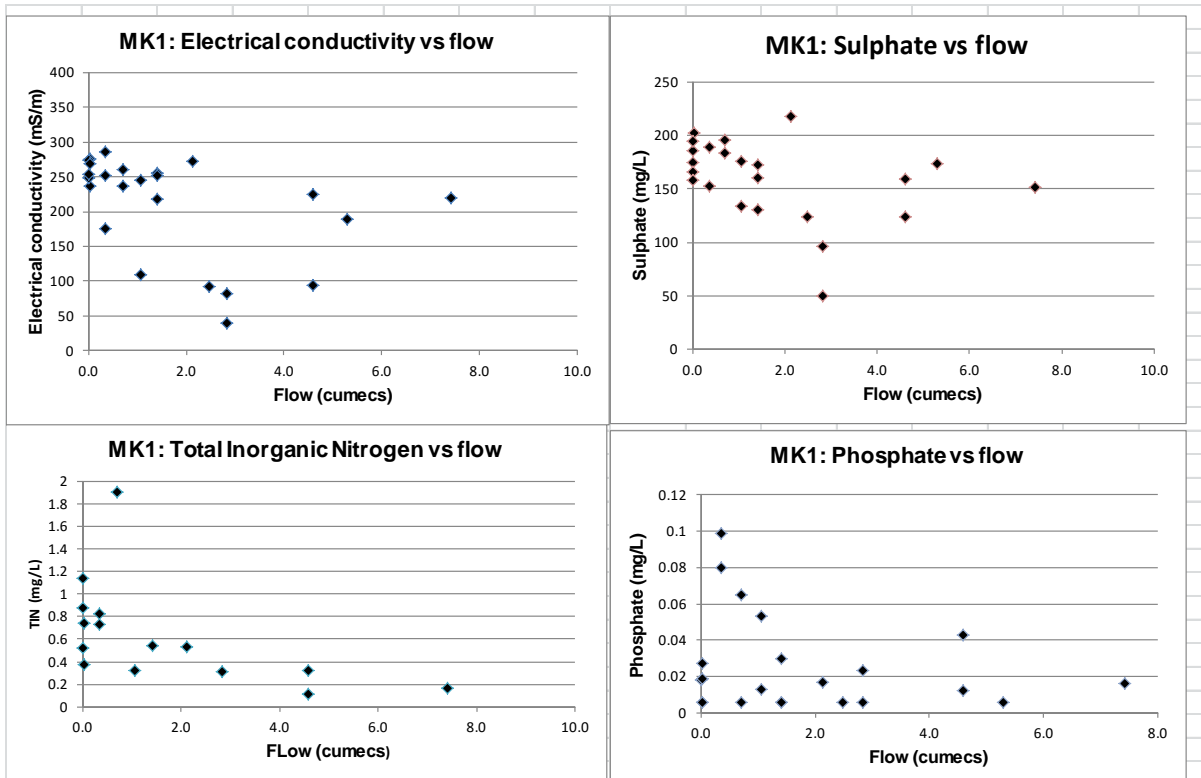 MK1: Electrical conductivity vs flow
Electrical conductivity (mS/m)
400
350
300
250
200
150
100
50
0
0.0 2.0 4.0 6.0 8.0 10.0
Flow (cumecs)
MK1: Sulphate vs flow
Sulphate (mg/L)
250
200
150
100
50
0
0.0 2.0 4.0 6.0 8.0 10.0
Flow (cumecs)
MK1: Total Inorganic Nitrogen vs flow
TIN (mg/L)
2
1.8
1.6
1.4
1.2
1
0.8
0.6
0.4
0.2
0
0.0 2.0 4.0 6.0 8.0 10.0
FLow (cumecs)
MK1: Phosphate vs flow
Phosphate (mg/L)
0.12
0.1
0.08
0.06
0.04
0.02
0
0.0 2.0 4.0 6.0 8.0
Flow (cumecs)